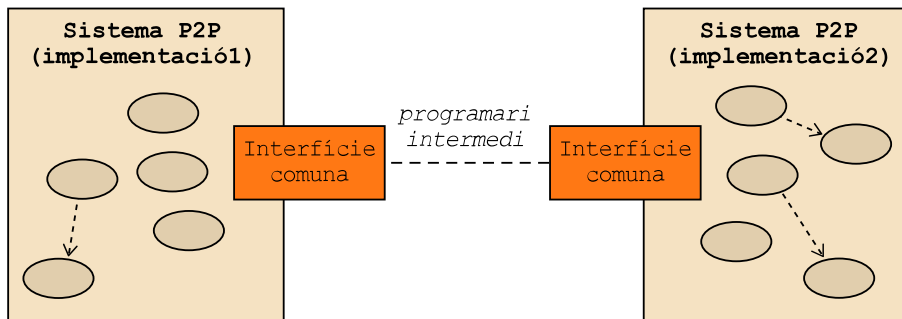 Sistema P2P
(implementació1)
Interfície
comuna
programari
intermedi
Sistema P2P
(implementació2)
Interfície
comuna